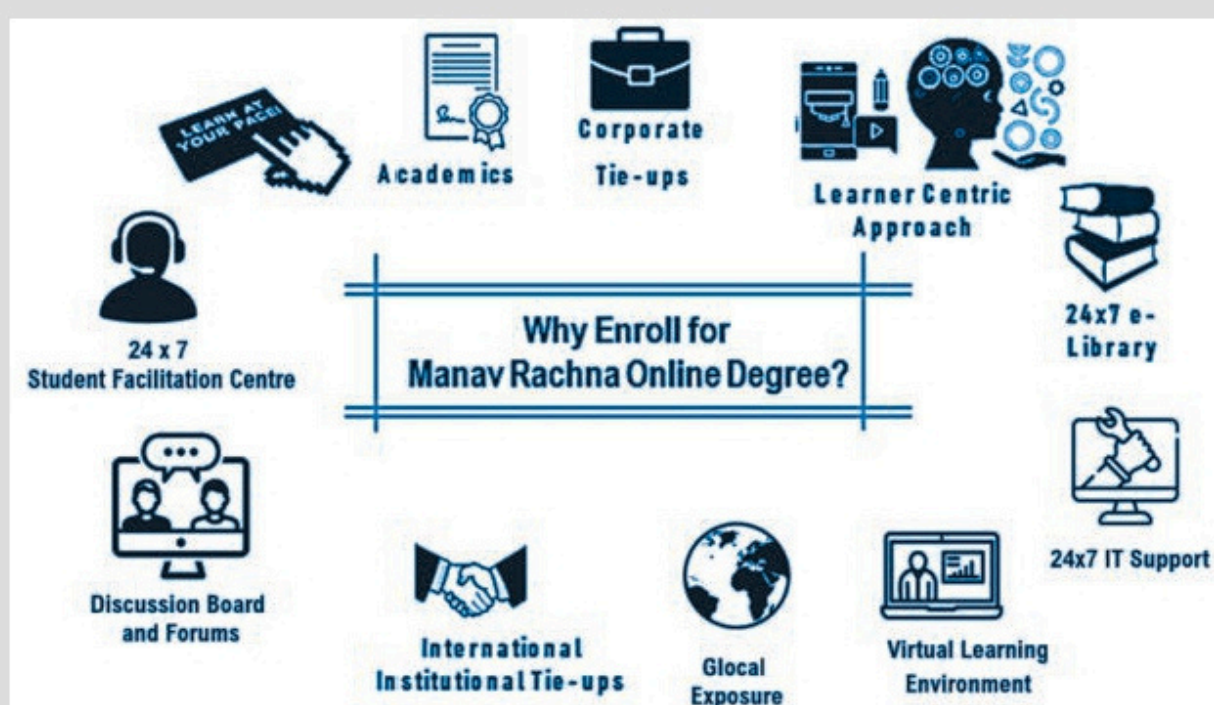 LEARN AT
YOUR PACE!
Academics
Corporate
Tie-ups
Learner Centric
Approach
24x7 e-
Library
24 x 7
Student Facilitation Centre
Why Enroll for
Manav Rachna Online Degree?
24x7 IT Support
Discussion Board
and Forums
International
Institutional Tie-ups
Glocal
Exposure
Virtual Learning
Environment